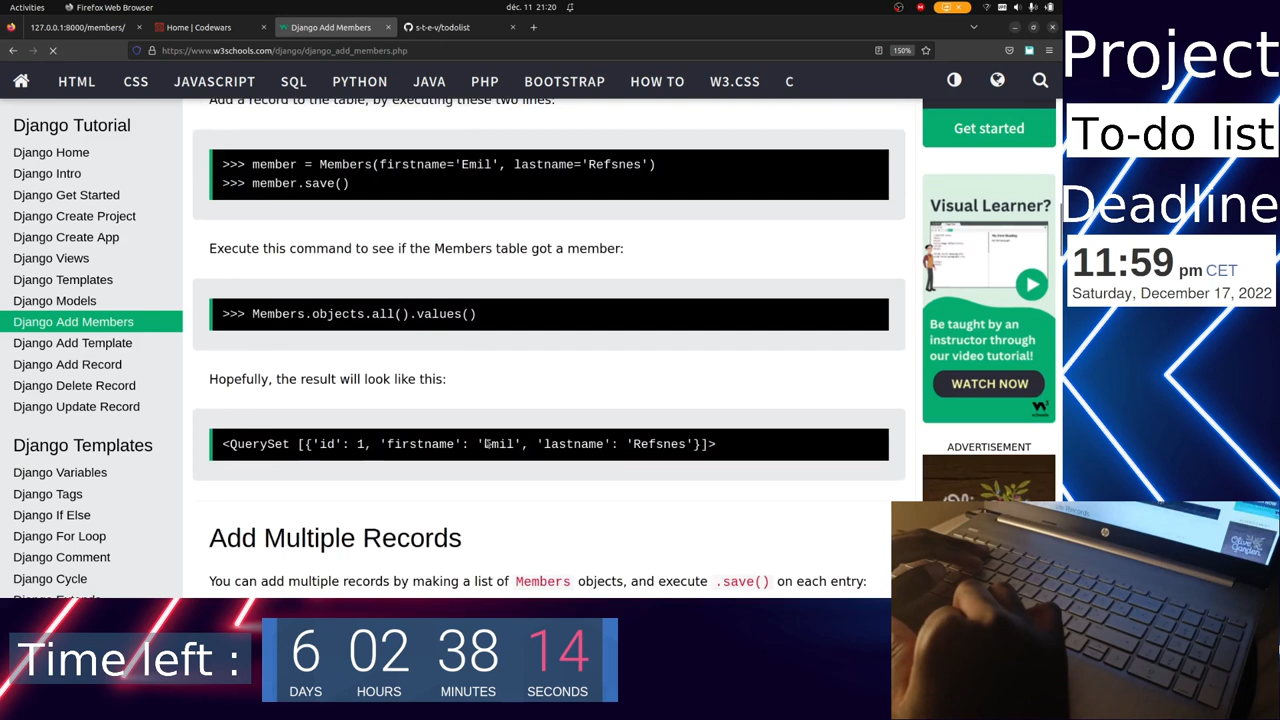 Activities
Firefox Web Browser
déc. 11 21:20
127.0.0.1:8000/members/
Home | Codewars
Django Add Members
s-t-e-v/todolist
https://www.w3schools.com/django/django_add_members.php
150%
HTML
CSS
JAVASCRIPT
SQL
PYTHON
JAVA
PHP
BOOTSTRAP
HOW TO
W3.CSS
C
Django Tutorial
Django Home
Django Intro
Django Get Started
Django Create Project
Django Create App
Django Views
Django Templates
Django Models
Django Add Members
Django Add Template
Django Add Record
Django Delete Record
Django Update Record
Django Templates
Django Variables
Django Tags
Django If Else
Django For Loop
Django Comment
Django Cycle
Add a record to the table, by executing these two lines:
>>> member = Members(firstname='Emil', lastname='Refsnes')
>>> member.save()
Execute this command to see if the Members table got a member:
>>> Members.objects.all().values()
Hopefully, the result will look like this:
<QuerySet [{'id': 1, 'firstname': 'Emil', 'lastname': 'Refsnes'}]>
Add Multiple Records
You can add multiple records by making a list of Members objects, and execute .save() on each entry:
Get started
Visual Learner?
Be taught by an
instructor through
our video tutorial!
WATCH NOW
ADVERTISEMENT
Project
To-do list
Deadline
11:59 pm CET
Saturday, December 17, 2022
Time left :
6 02 38 14
DAYS HOURS MINUTES SECONDS